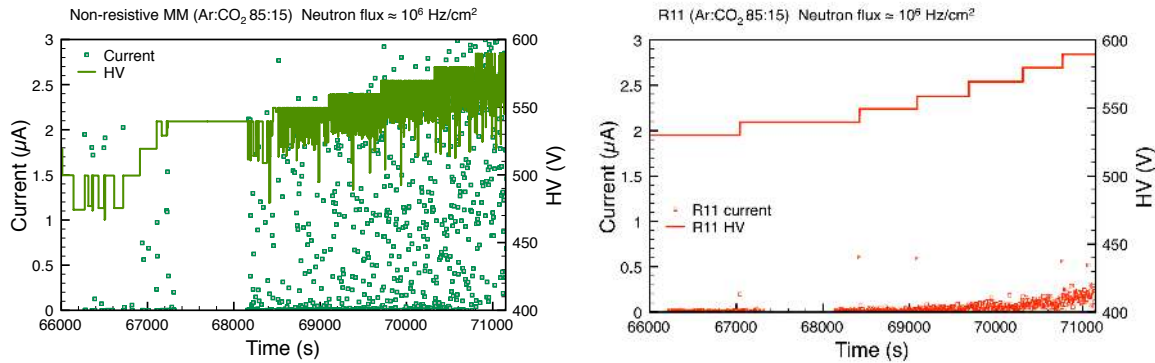 Non-resistive MM (Ar:CO₂ 85:15) Neutron flux ≈ 10⁶ Hz/cm²
3
2.5
2
1.5
1
0.5
0
Current (µA)
Current
HV
600
550
500
450
400
HV (V)
66000 67000 68000 69000 70000 71000
Time (s)
R11 (Ar:CO₂ 85:15) Neutron flux ≃ 10⁶ Hz/cm²
3
2.5
2
1.5
1
0.5
0
Current (µA)
R11 current
R11 HV
600
550
500
450
400
HV (V)
66000 67000 68000 69000 70000 71000
Time (s)